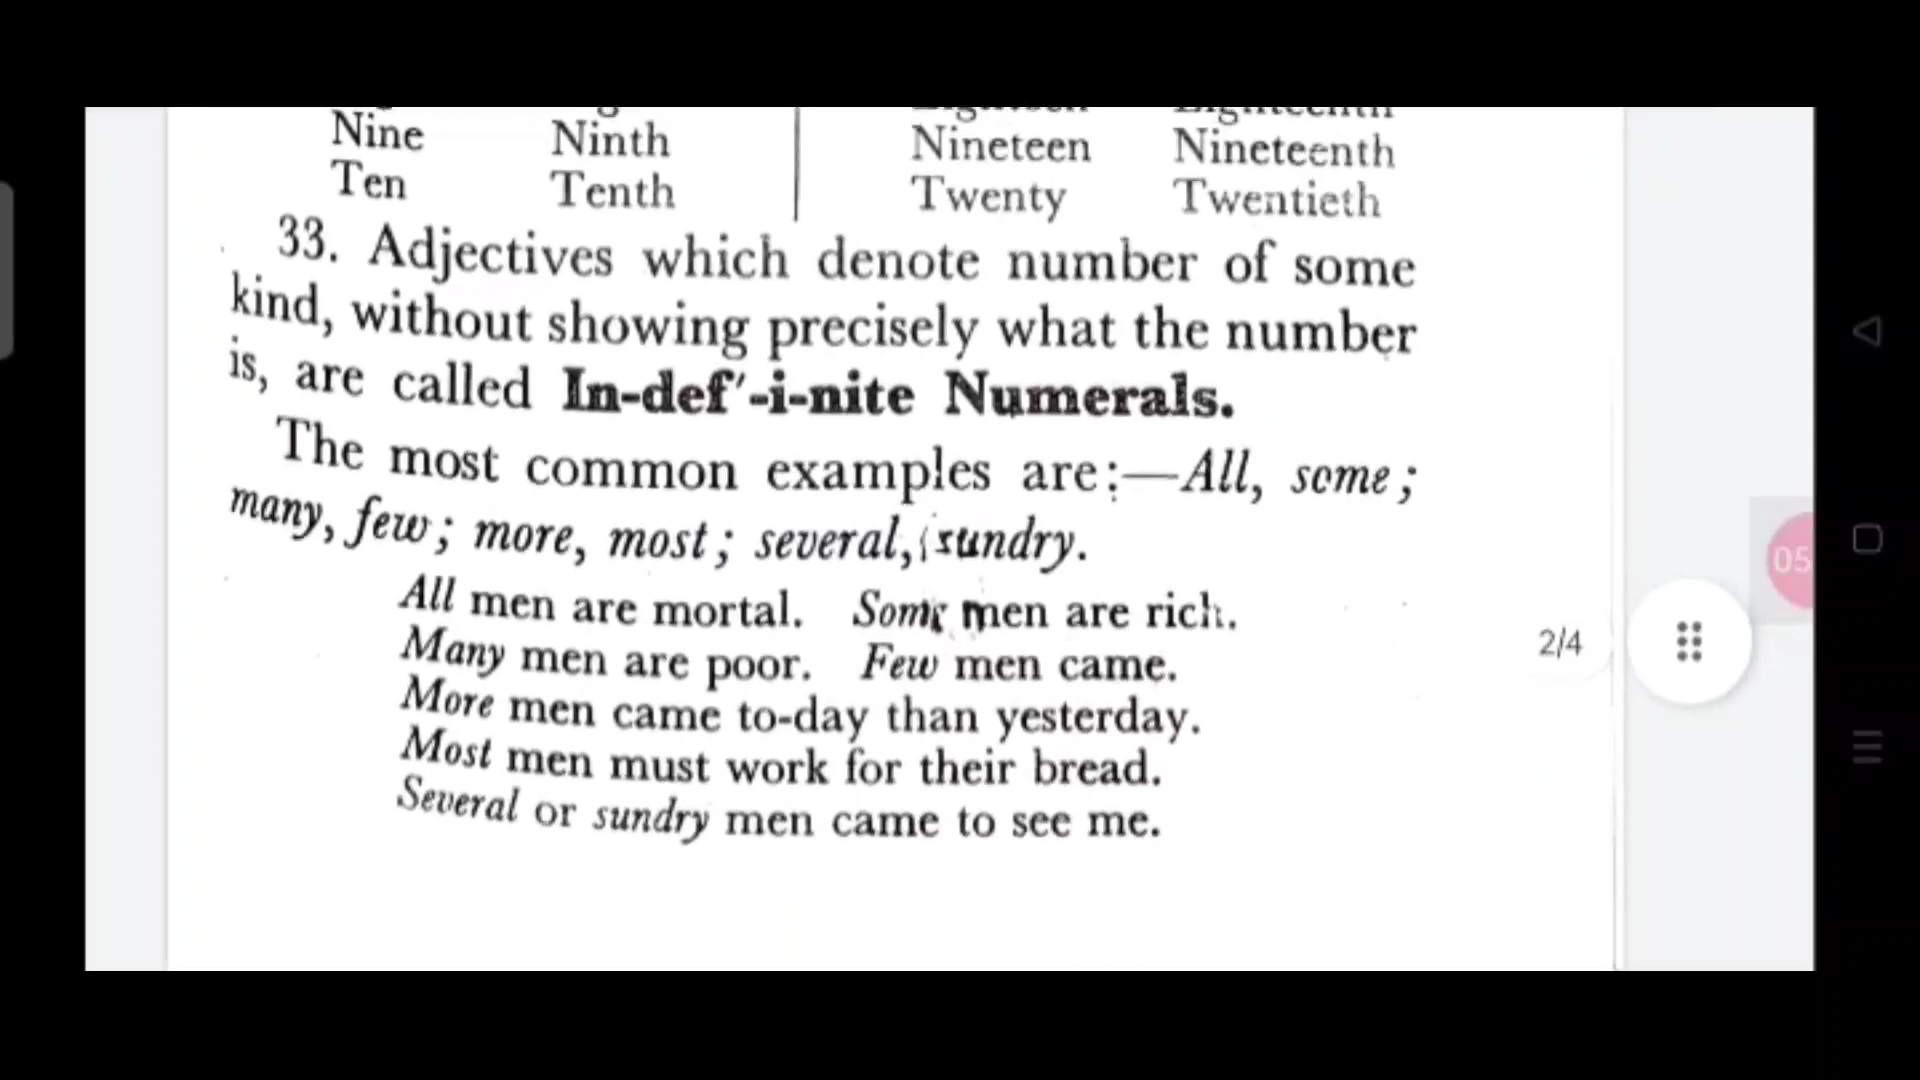 Nine Ninth Nineteen Nineteenth
Ten Tenth Twenty Twentieth
33. Adjectives which denote number of some
kind, without showing precisely what the number
is, are called In-def'-i-nite Numerals.
The most common examples are:—All, some;
many, few; more, most; several, sundry.
All men are mortal. Some men are rich.
Many men are poor. Few men came.
More men came to-day than yesterday.
Most men must work for their bread.
Several or sundry men came to see me.
2/4
05